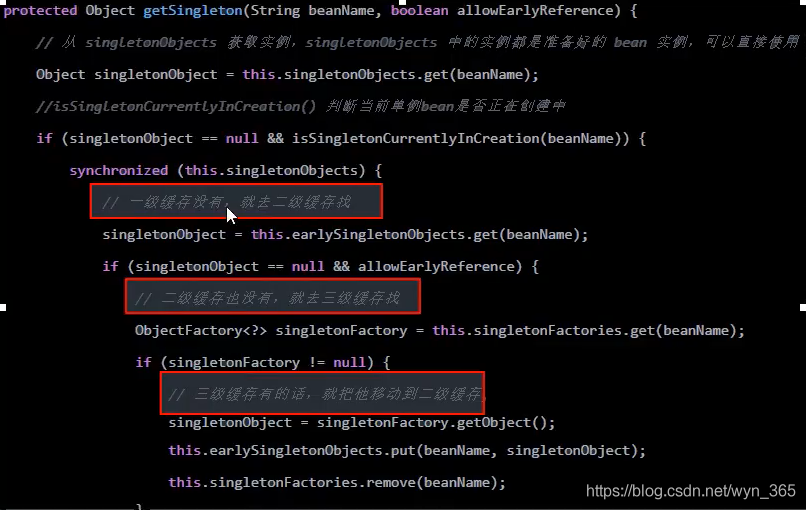 protected Object getSingleton(String beanName, boolean allowEarlyReference) {
// 从 singletonObjects 获取实例，singletonObjects 中的实例都是准备好的 bean 实例，可以直接使用
Object singletonObject = this.singletonObjects.get(beanName);
//isSingletonCurrentlyInCreation() 判断当前单例bean是否正在创建中
if (singletonObject == null && isSingletonCurrentlyInCreation(beanName)) {
synchronized (this.singletonObjects) {
// 一级缓存没有，就去二级缓存找
singletonObject = this.earlySingletonObjects.get(beanName);
if (singletonObject == null && allowEarlyReference) {
// 二级缓存也没有，就去三级缓存找
ObjectFactory<?> singletonFactory = this.singletonFactories.get(beanName);
if (singletonFactory != null) {
// 三级缓存有的话，就把他移动到二级缓存,
singletonObject = singletonFactory.getObject();
this.earlySingletonObjects.put(beanName, singletonObject);
this.singletonFactories.remove(beanName);
}
https://blog.csdn.net/wyn_365